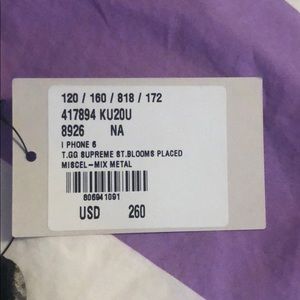 120 / 160 / 818 / 172
417894 KU20U
8926 NA
I PHONE 6
T.GG SUPREME ST.BLOOMS PLACED
MISCEL-MIX METAL
806941091
USD 260